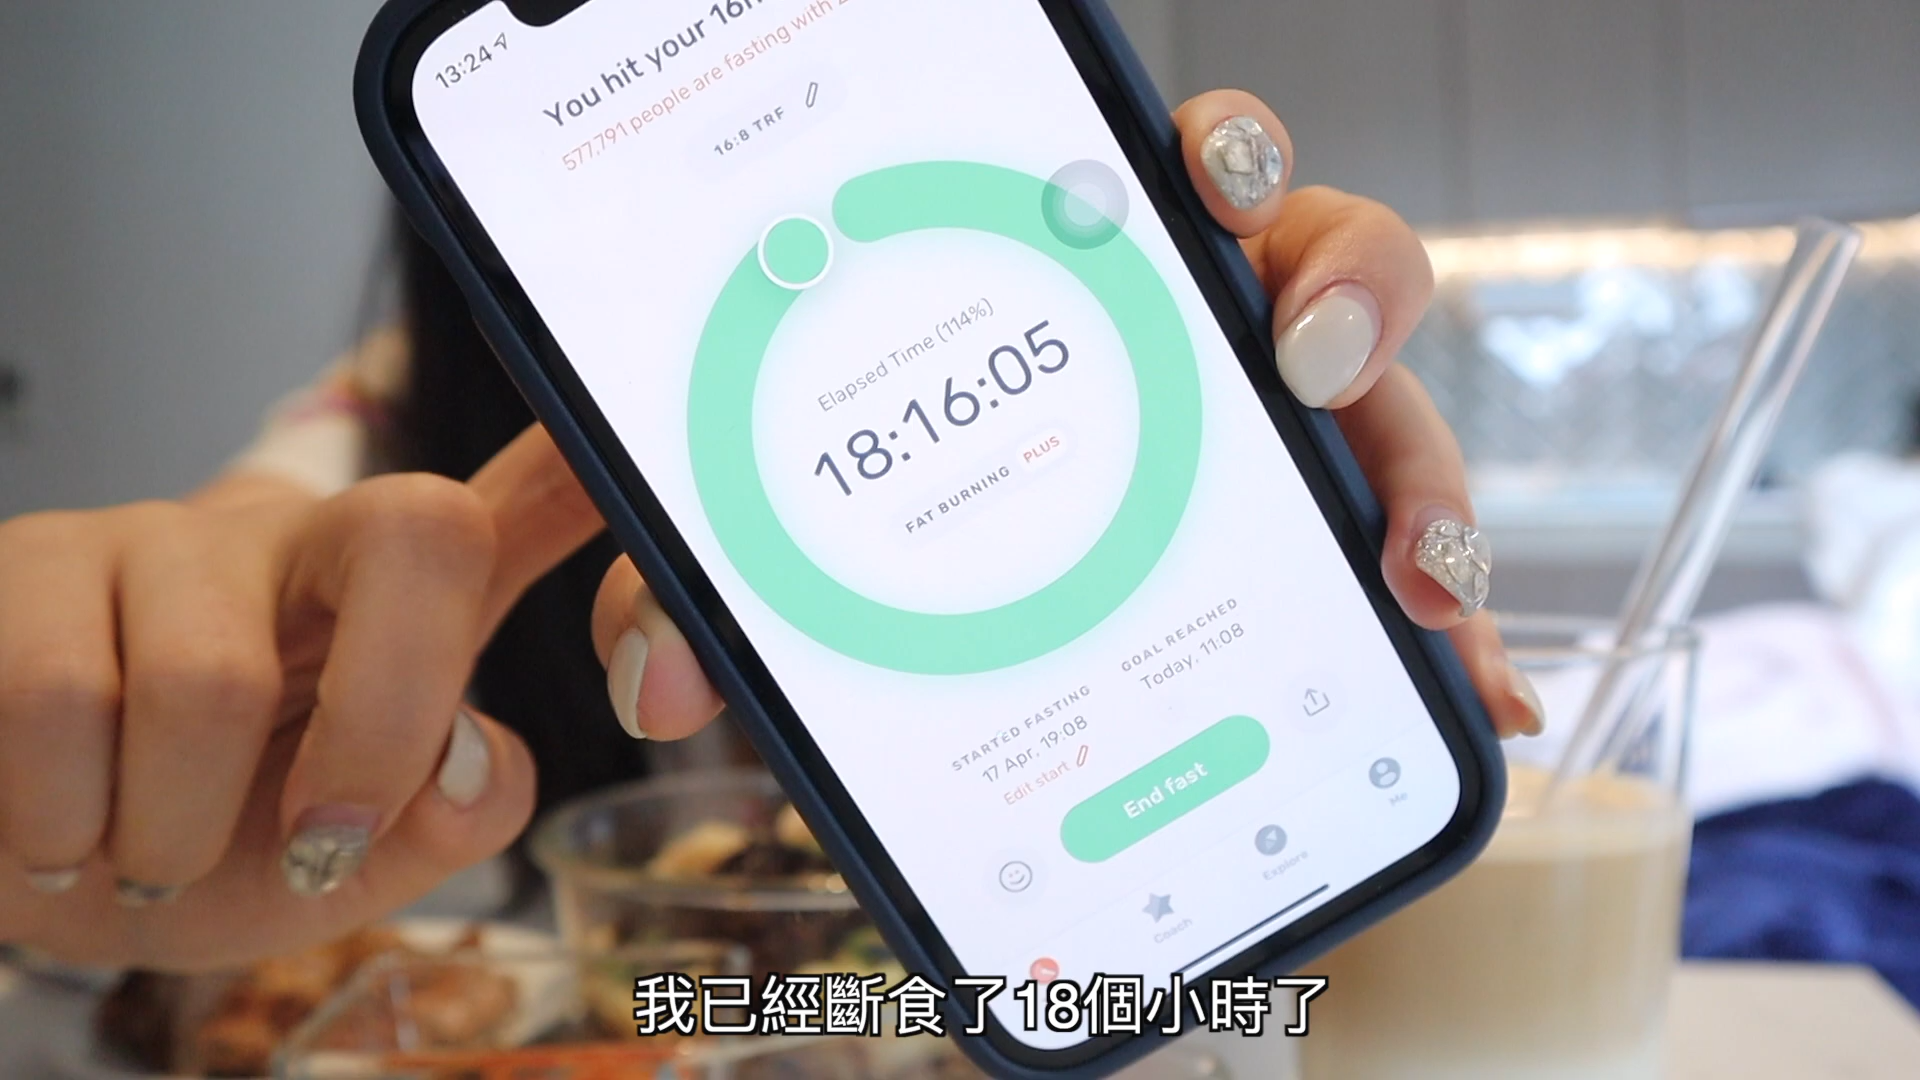 13:24
You hit your 16h
577,791 people are fasting with
16:8 TRF
Elapsed Time (114%)
18:16:05
FAT BURNING PLUS
STARTED FASTING
17 Apr, 19:08
Edit start
GOAL REACHED
Today, 11:08
End fast
Coach
Explore
Me
我已經斷食了18個小時了